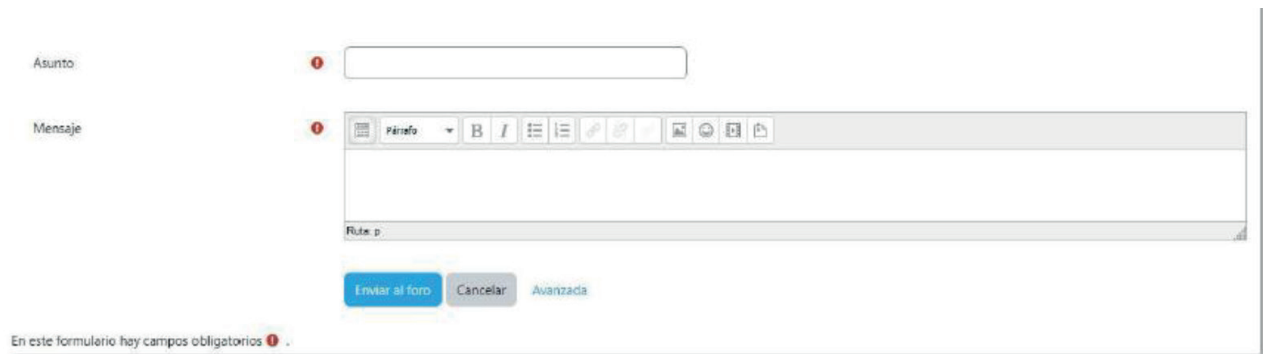 Asunto
Mensaje
Párrafo B I
Ruta: p
Enviar al foro Cancelar Avanzada
En este formulario hay campos obligatorios .